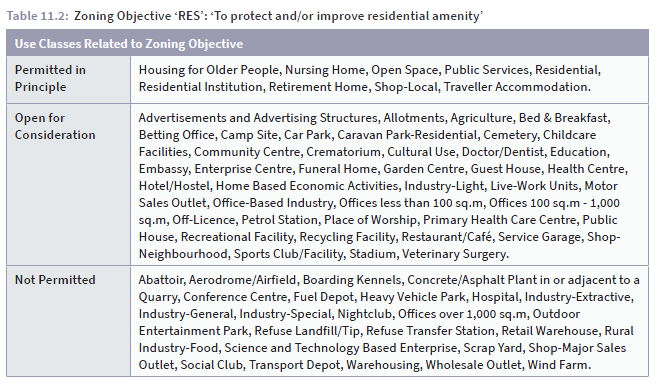 Table 11.2: Zoning Objective ‘RES’: ‘To protect and/or improve residential amenity’
Use Classes Related to Zoning Objective
Permitted in
Principle
Housing for Older People, Nursing Home, Open Space, Public Services, Residential,
Residential Institution, Retirement Home, Shop-Local, Traveller Accommodation.
Open for
Consideration
Advertisements and Advertising Structures, Allotments, Agriculture, Bed & Breakfast,
Betting Office, Camp Site, Car Park, Caravan Park-Residential, Cemetery, Childcare
Facilities, Community Centre, Crematorium, Cultural Use, Doctor/Dentist, Education,
Embassy, Enterprise Centre, Funeral Home, Garden Centre, Guest House, Health Centre,
Hotel/Hostel, Home Based Economic Activities, Industry-Light, Live-Work Units, Motor
Sales Outlet, Office-Based Industry, Offices less than 100 sq.m, Offices 100 sq.m - 1,000
sq.m, Off-Licence, Petrol Station, Place of Worship, Primary Health Care Centre, Public
House, Recreational Facility, Recycling Facility, Restaurant/Café, Service Garage, Shop-
Neighbourhood, Sports Club/Facility, Stadium, Veterinary Surgery.
Not Permitted
Abattoir, Aerodrome/Airfield, Boarding Kennels, Concrete/Asphalt Plant in or adjacent to a
Quarry, Conference Centre, Fuel Depot, Heavy Vehicle Park, Hospital, Industry-Extractive,
Industry-General, Industry-Special, Nightclub, Offices over 1,000 sq.m, Outdoor
Entertainment Park, Refuse Landfill/Tip, Refuse Transfer Station, Retail Warehouse, Rural
Industry-Food, Science and Technology Based Enterprise, Scrap Yard, Shop-Major Sales
Outlet, Social Club, Transport Depot, Warehousing, Wholesale Outlet, Wind Farm.